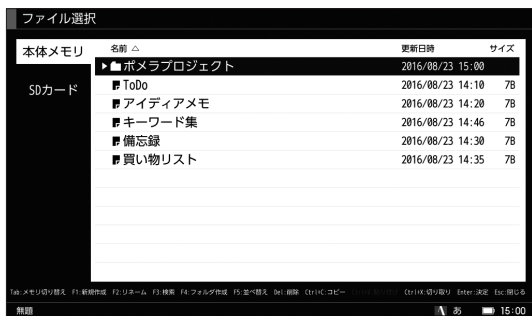 ファイル選択
本体メモリ
SDカード
名前 △ 更新日時 サイズ
ポメラプロジェクト 2016/08/23 15:00
ToDo 2016/08/23 14:10 7B
アイディアメモ 2016/08/23 14:20 7B
キーワード集 2016/08/23 14:46 7B
備忘録 2016/08/23 14:30 7B
買い物リスト 2016/08/23 14:35 7B
Tab:メモリ切り替え F1:新規作成 F2:リネーム F3:検索 F4:フォルダ作成 F5:並べ替え Del:削除 Ctrl+C:コピー Ctrl+X:切り取り Enter:決定 Esc:閉じる
無題 A あ 15:00